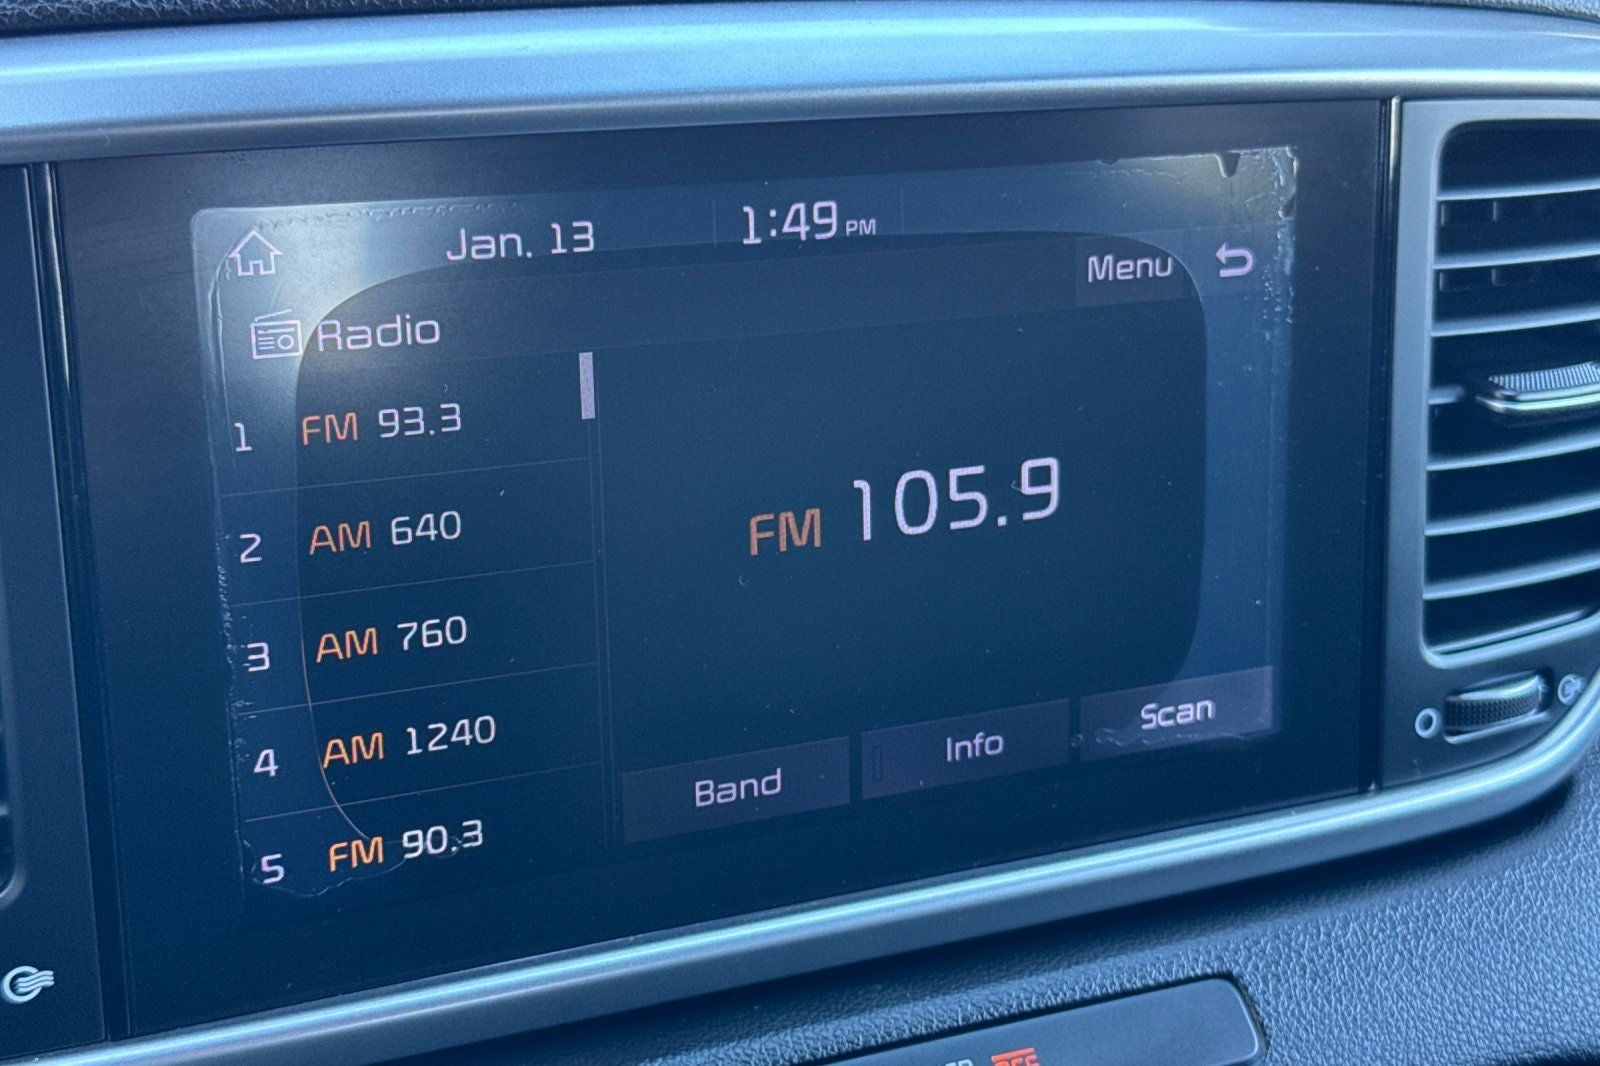 Jan. 13
1:49 PM
Menu
Radio
1 FM 93.3
2 AM 640
3 AM 760
4 AM 1240
5 FM 90.3
FM 105.9
Band
Info
Scan